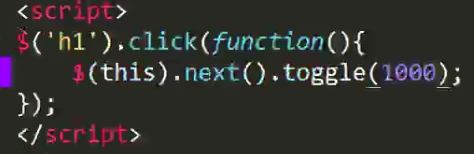 <script>
$('h1').click(function(){
    $(this).next().toggle(1000);
});
</script>